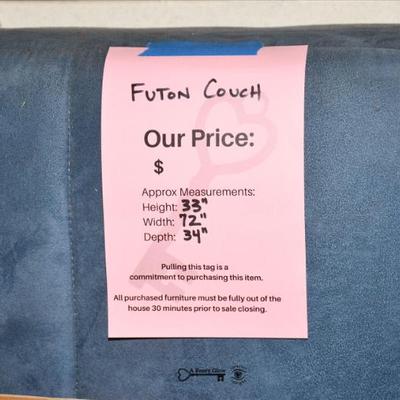 FUTON COUCH
Our Price:
$
Approx Measurements:
Height: 33"
Width: 72"
Depth: 34"
Pulling this tag is a
commitment to purchasing this item.
All purchased furniture must be fully out of the
house 30 minutes prior to sale closing.